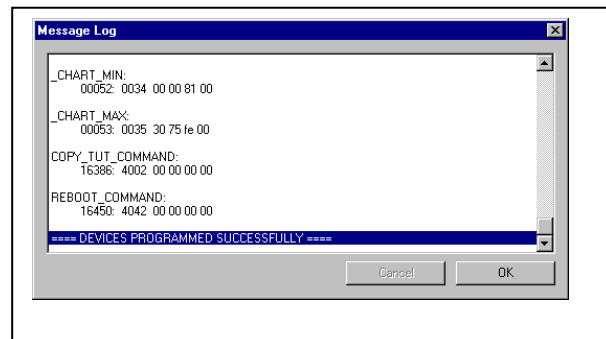 Message Log
_CHART_MIN:
00052: 0034 00 00 81 00
_CHART_MAX:
00053: 0035 30 75 fe 00
COPY_TUT_COMMAND:
16386: 4002 00 00 00 00
REBOOT_COMMAND:
16450: 4042 00 00 00 00
==== DEVICES PROGRAMMED SUCCESSFULLY ====
Cancel OK